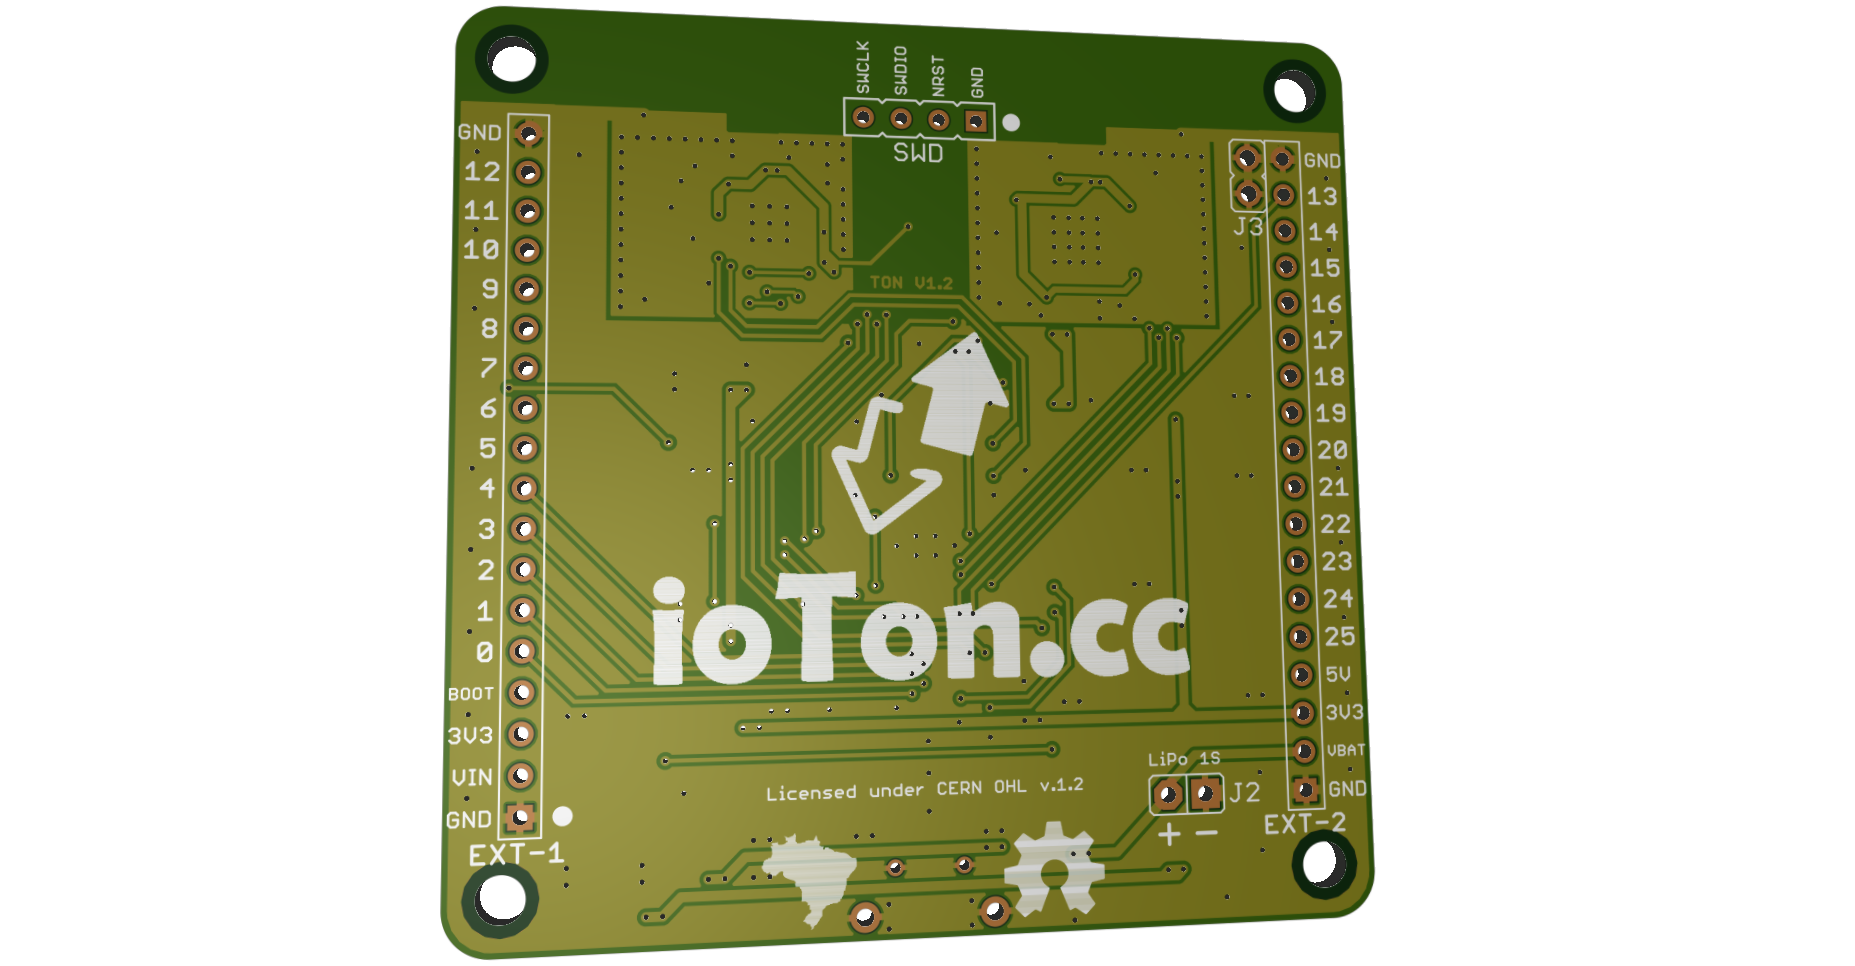 SWCLK
SWDIO
NRST
GND
SWD
GND
12
11
10
9
8
7
6
5
4
3
2
1
0
BOOT
3V3
VIN
GND
EXT-1
TON V1.2
ioTon.cc
Licensed under CERN OHL v.1.2
J3
GND
13
14
15
16
17
18
19
20
21
22
23
24
25
5V
3V3
VBAT
GND
EXT-2
LiPo 1S
J2
+ −